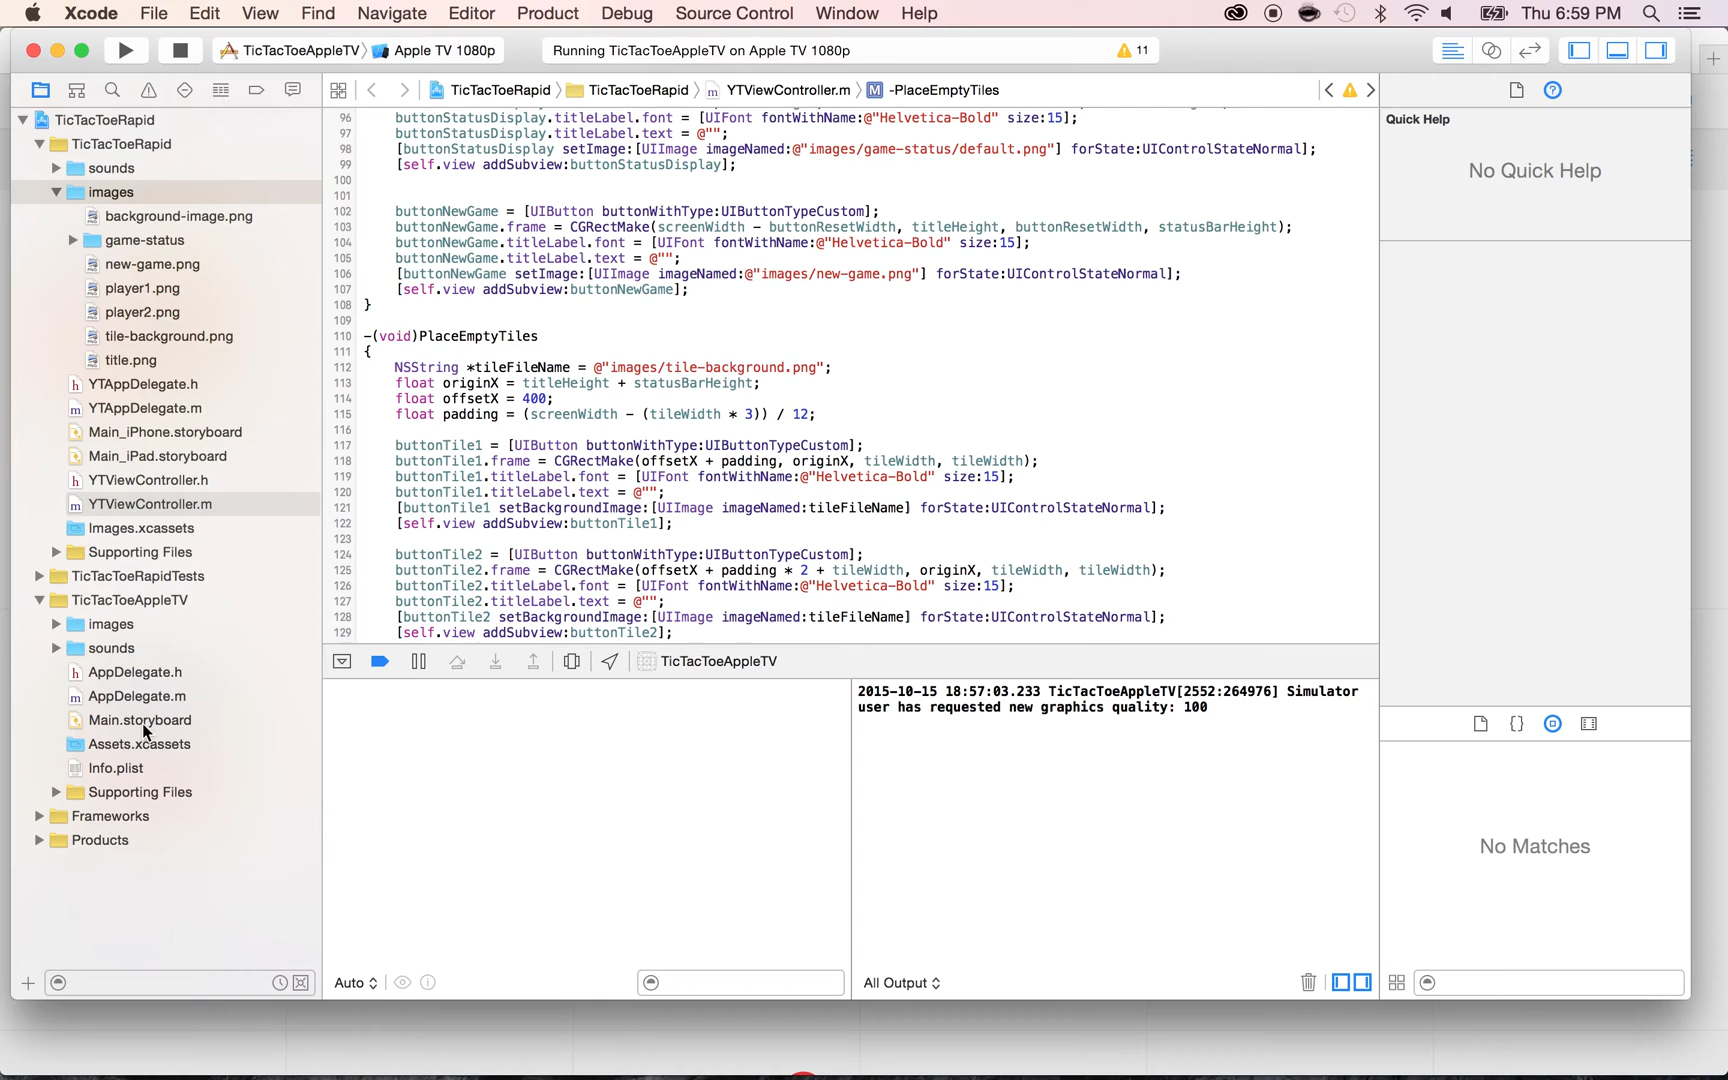 Xcode File Edit View Find Navigate Editor Product Debug Source Control Window Help Thu 6:59 PM
TicTacToeAppleTV Apple TV 1080p Running TicTacToeAppleTV on Apple TV 1080p 11
TicTacToeRapid TicTacToeRapid YTViewController.m M -PlaceEmptyTiles
TicTacToeRapid
TicTacToeRapid
sounds
images
background-image.png
game-status
new-game.png
player1.png
player2.png
tile-background.png
title.png
h YTAppDelegate.h
m YTAppDelegate.m
Main_iPhone.storyboard
Main_iPad.storyboard
h YTViewController.h
m YTViewController.m
Images.xcassets
Supporting Files
TicTacToeRapidTests
TicTacToeAppleTV
images
sounds
h AppDelegate.h
m AppDelegate.m
Main.storyboard
Assets.xcassets
Info.plist
Supporting Files
Frameworks
Products
96 buttonStatusDisplay.titleLabel.font = [UIFont fontWithName:@"Helvetica-Bold" size:15];
97 buttonStatusDisplay.titleLabel.text = @"";
98 [buttonStatusDisplay setImage:[UIImage imageNamed:@"images/game-status/default.png"] forState:UIControlStateNormal];
99 [self.view addSubview:buttonStatusDisplay];
100
101
102 buttonNewGame = [UIButton buttonWithType:UIButtonTypeCustom];
103 buttonNewGame.frame = CGRectMake(screenWidth - buttonResetWidth, titleHeight, buttonResetWidth, statusBarHeight);
104 buttonNewGame.titleLabel.font = [UIFont fontWithName:@"Helvetica-Bold" size:15];
105 buttonNewGame.titleLabel.text = @"";
106 [buttonNewGame setImage:[UIImage imageNamed:@"images/new-game.png"] forState:UIControlStateNormal];
107 [self.view addSubview:buttonNewGame];
108 }
109
110 -(void)PlaceEmptyTiles
111 {
112 NSString *tileFileName = @"images/tile-background.png";
113 float originX = titleHeight + statusBarHeight;
114 float offsetX = 400;
115 float padding = (screenWidth - (tileWidth * 3)) / 12;
116
117 buttonTile1 = [UIButton buttonWithType:UIButtonTypeCustom];
118 buttonTile1.frame = CGRectMake(offsetX + padding, originX, tileWidth, tileWidth);
119 buttonTile1.titleLabel.font = [UIFont fontWithName:@"Helvetica-Bold" size:15];
120 buttonTile1.titleLabel.text = @"";
121 [buttonTile1 setBackgroundImage:[UIImage imageNamed:tileFileName] forState:UIControlStateNormal];
122 [self.view addSubview:buttonTile1];
123
124 buttonTile2 = [UIButton buttonWithType:UIButtonTypeCustom];
125 buttonTile2.frame = CGRectMake(offsetX + padding * 2 + tileWidth, originX, tileWidth, tileWidth);
126 buttonTile2.titleLabel.font = [UIFont fontWithName:@"Helvetica-Bold" size:15];
127 buttonTile2.titleLabel.text = @"";
128 [buttonTile2 setBackgroundImage:[UIImage imageNamed:tileFileName] forState:UIControlStateNormal];
129 [self.view addSubview:buttonTile2];
TicTacToeAppleTV
2015-10-15 18:57:03.233 TicTacToeAppleTV[2552:264976] Simulator
user has requested new graphics quality: 100
Auto All Output
Quick Help
No Quick Help
No Matches